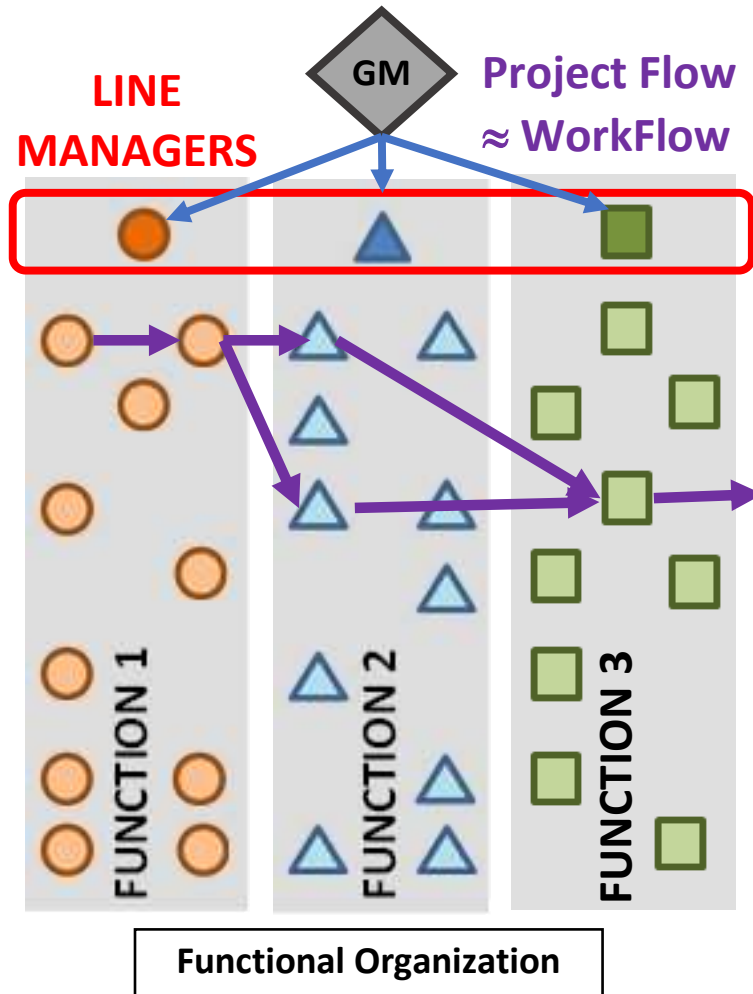 GM
LINE
MANAGERS
Project Flow
≈ WorkFlow
FUNCTION 1
FUNCTION 2
FUNCTION 3
Functional Organization